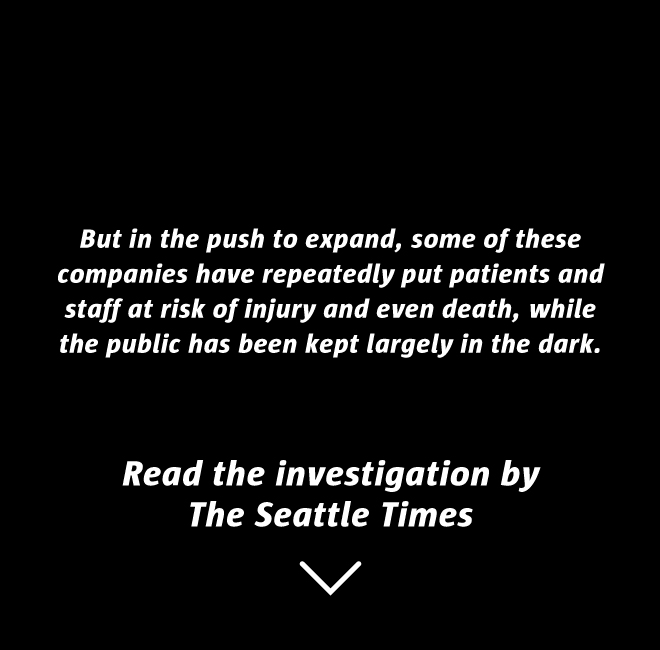 But in the push to expand, some of these
companies have repeatedly put patients and
staff at risk of injury and even death, while
the public has been kept largely in the dark.
Read the investigation by
The Seattle Times